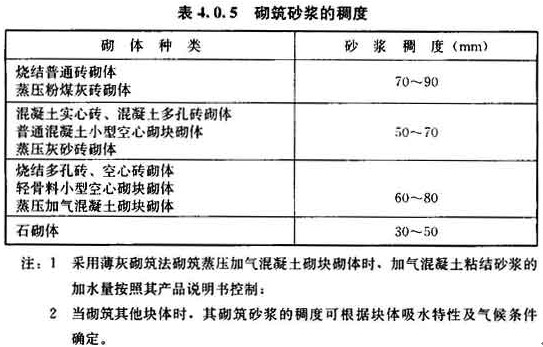 表 4.0.5 砌筑砂浆的稠度
砌 体 种 类 砂 浆 稠 度 (mm)
烧结普通砖砌体
蒸压粉煤灰砖砌体
70～90
混凝土实心砖、混凝土多孔砖砌体
普通混凝土小型空心砌块砌体
蒸压灰砂砖砌体
50～70
烧结多孔砖、空心砖砌体
轻骨料小型空心砌块砌体
蒸压加气混凝土砌块砌体
60～80
石砌体 30～50
注：1 采用薄灰砌筑法砌筑蒸压加气混凝土砌块砌体时，加气混凝土粘结砂浆的
加水量按照其产品说明书控制；
2 当砌筑其他块体时，其砌筑砂浆的稠度可根据块体吸水特性及气候条件
确定。